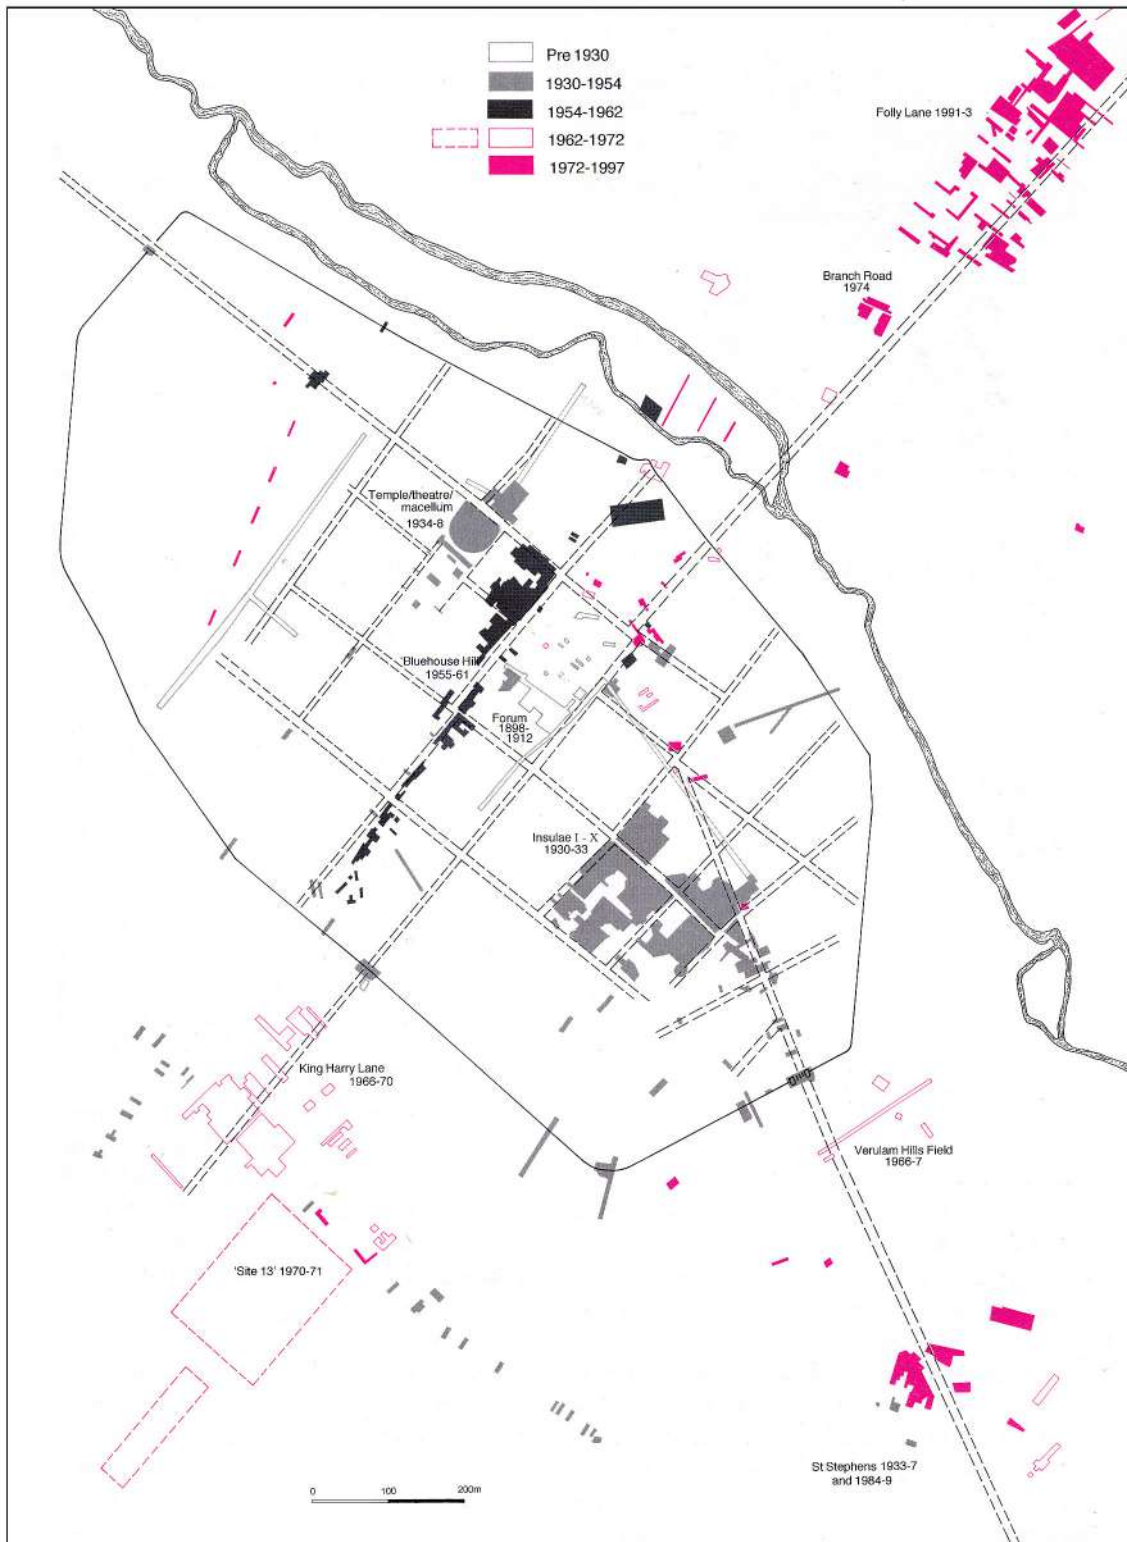 Pre 1930
1930-1954
1954-1962
1962-1972
1972-1997
Folly Lane 1991-3
Branch Road
1974
Temple/theatre/
macellum
1934-8
'Bluehouse Hill'
1955-61
Forum
1898-
1912
Insulae I - X
1930-33
King Harry Lane
1966-70
Verulam Hills Field
1966-7
'Site 13' 1970-71
St Stephens 1933-7
and 1984-9
0 100 200m